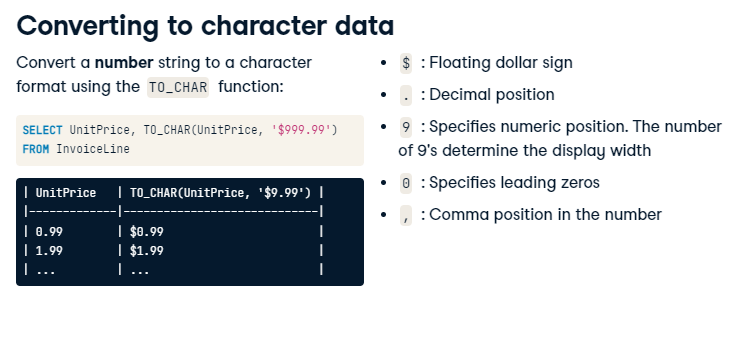 Converting to character data
Convert a number string to a character
format using the TO_CHAR function:
SELECT UnitPrice, TO_CHAR(UnitPrice, '$999.99')
FROM InvoiceLine
| UnitPrice | TO_CHAR(UnitPrice, '$9.99') |
|-------------|-----------------------------|
| 0.99 | $0.99 |
| 1.99 | $1.99 |
| ... | ... |
• $ : Floating dollar sign
• . : Decimal position
• 9 : Specifies numeric position. The number
of 9's determine the display width
• 0 : Specifies leading zeros
• , : Comma position in the number